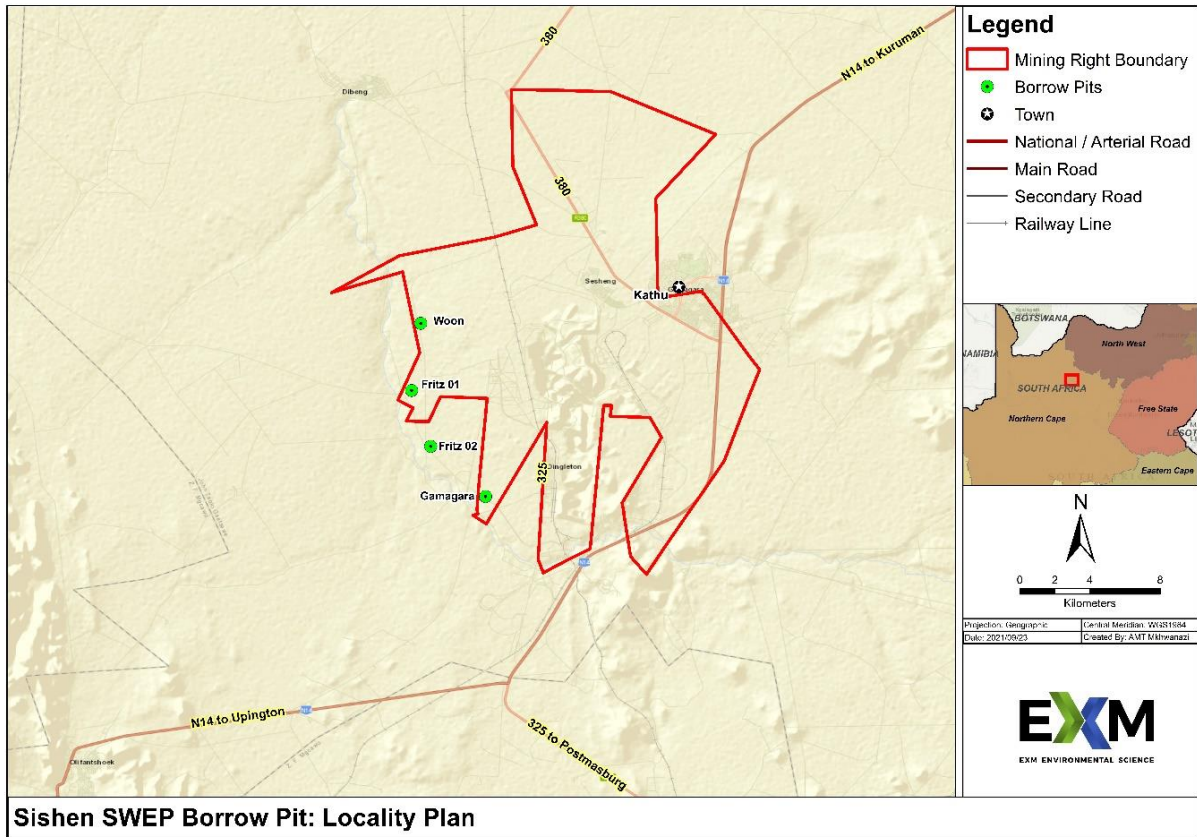 380
N14 to Kuruman
Dibeng
380
Sesheng
Kathu
Woon
Fritz 01
Fritz 02
Gamagara
Dingleton
325
N14 to Upington
325 to Postmasburg
Olifantshoek
Sishen SWEP Borrow Pit: Locality Plan
Legend
Mining Right Boundary
Borrow Pits
Town
National / Arterial Road
Main Road
Secondary Road
Railway Line
BOTSWANA
NAMIBIA
North West
SOUTH AFRICA
Northern Cape
Free State
LESOT
Eastern Cape
N
0 2 4 8
Kilometers
Projection: Geographic
Central Meridian: WGS1984
Date: 2021/09/23
Created By: AMT Mkhwanazi
EXM
EXM ENVIRONMENTAL SCIENCE